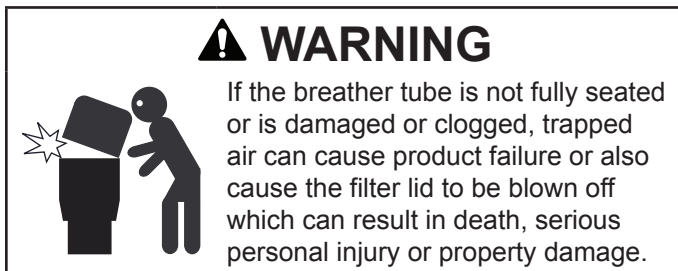 WARNING
If the breather tube is not fully seated
or is damaged or clogged, trapped
air can cause product failure or also
cause the filter lid to be blown off
which can result in death, serious
personal injury or property damage.